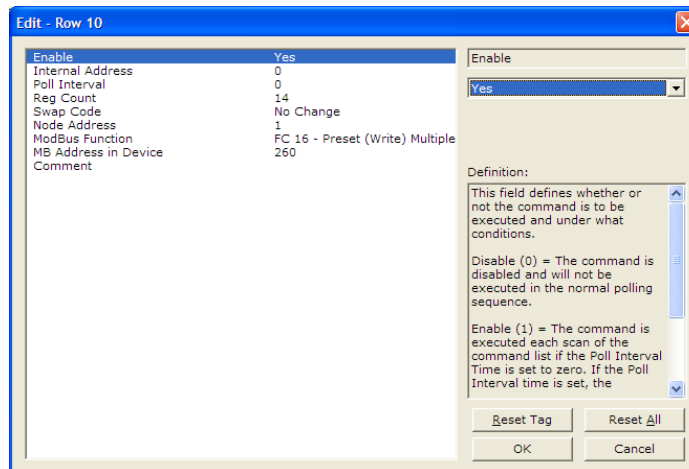 Edit - Row 10
Enable Yes
Internal Address 0
Poll Interval 0
Reg Count 14
Swap Code No Change
Node Address 1
ModBus Function FC 16 - Preset (Write) Multiple
MB Address in Device 260
Comment
Enable
Yes
Definition:
This field defines whether or
not the command is to be
executed and under what
conditions.
Disable (0) = The command is
disabled and will not be
executed in the normal polling
sequence.
Enable (1) = The command is
executed each scan of the
command list if the Poll Interval
Time is set to zero. If the Poll
Interval time is set, the
Reset Tag Reset All
OK Cancel